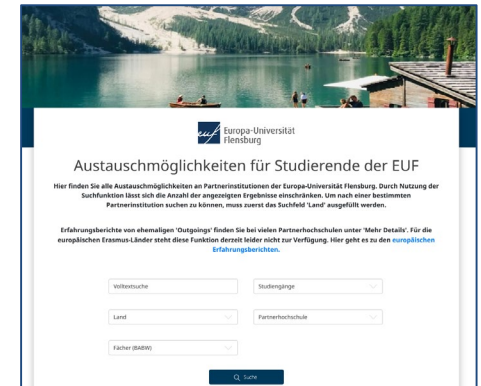 euf Europa-Universität
Flensburg
Austauschmöglichkeiten für Studierende der EUF
Hier finden Sie alle Austauschmöglichkeiten an Partnerinstitutionen der Europa-Universität Flensburg. Durch Nutzung der
Suchfunktion lässt sich die Anzahl der angezeigten Ergebnisse einschränken. Um nach einer bestimmten
Partnerinstitution suchen zu können, muss zuerst das Suchfeld 'Land' ausgefüllt werden.
Erfahrungsberichte von ehemaligen 'Outgoings' finden Sie bei vielen Partnerhochschulen unter 'Mehr Details'. Für die
europäischen Erasmus-Länder steht diese Funktion derzeit leider nicht zur Verfügung. Hier geht es zu den europäischen
Erfahrungsberichten.
Volltextsuche
Studiengänge
Land
Partnerhochschule
Fächer (BABW)
Suche